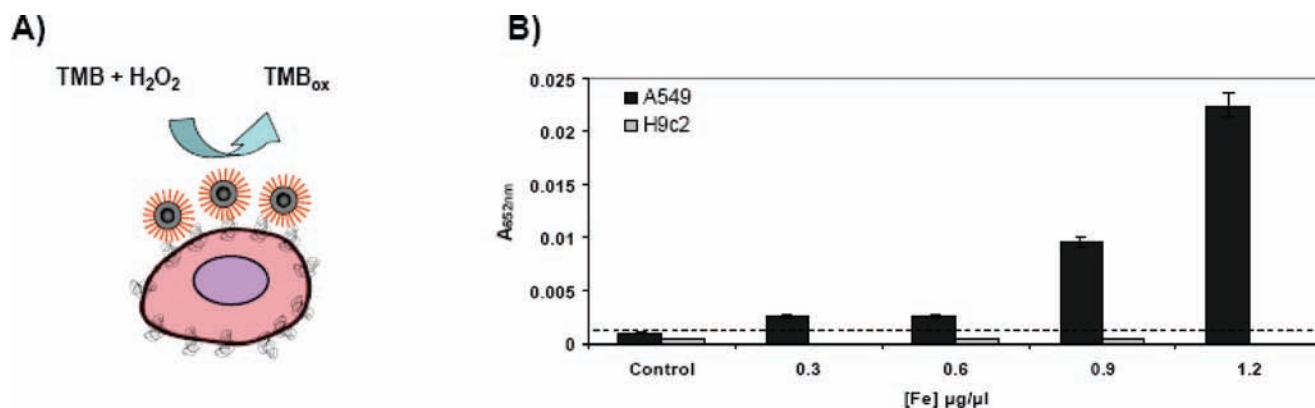 A)
TMB + H₂O₂ TMBₒₓ
B)
0.025
0.02
0.015
0.01
0.005
0
A652nm
A549
H9c2
Control 0.3 0.6 0.9 1.2
[Fe] µg/µl